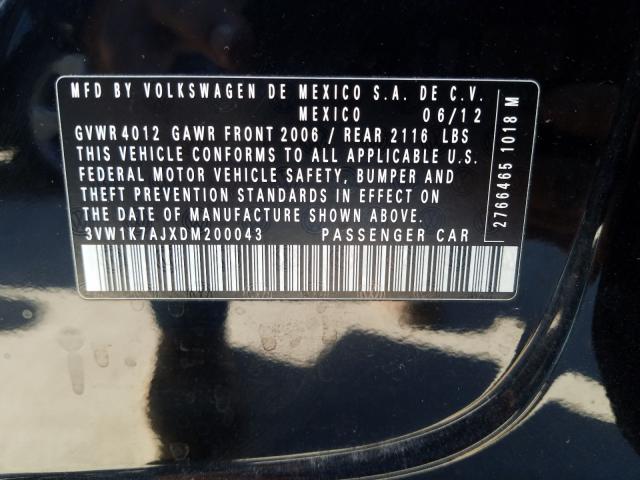 MFD BY VOLKSWAGEN DE MEXICO S.A. DE C.V.
MEXICO 06/12
GVWR 4012 GAWR FRONT 2006 / REAR 2116 LBS
THIS VEHICLE CONFORMS TO ALL APPLICABLE U.S.
FEDERAL MOTOR VEHICLE SAFETY, BUMPER AND
THEFT PREVENTION STANDARDS IN EFFECT ON
THE DATE OF MANUFACTURE SHOWN ABOVE.
3VW1K7AJXDM200043 PASSENGER CAR
2766465 1018 M